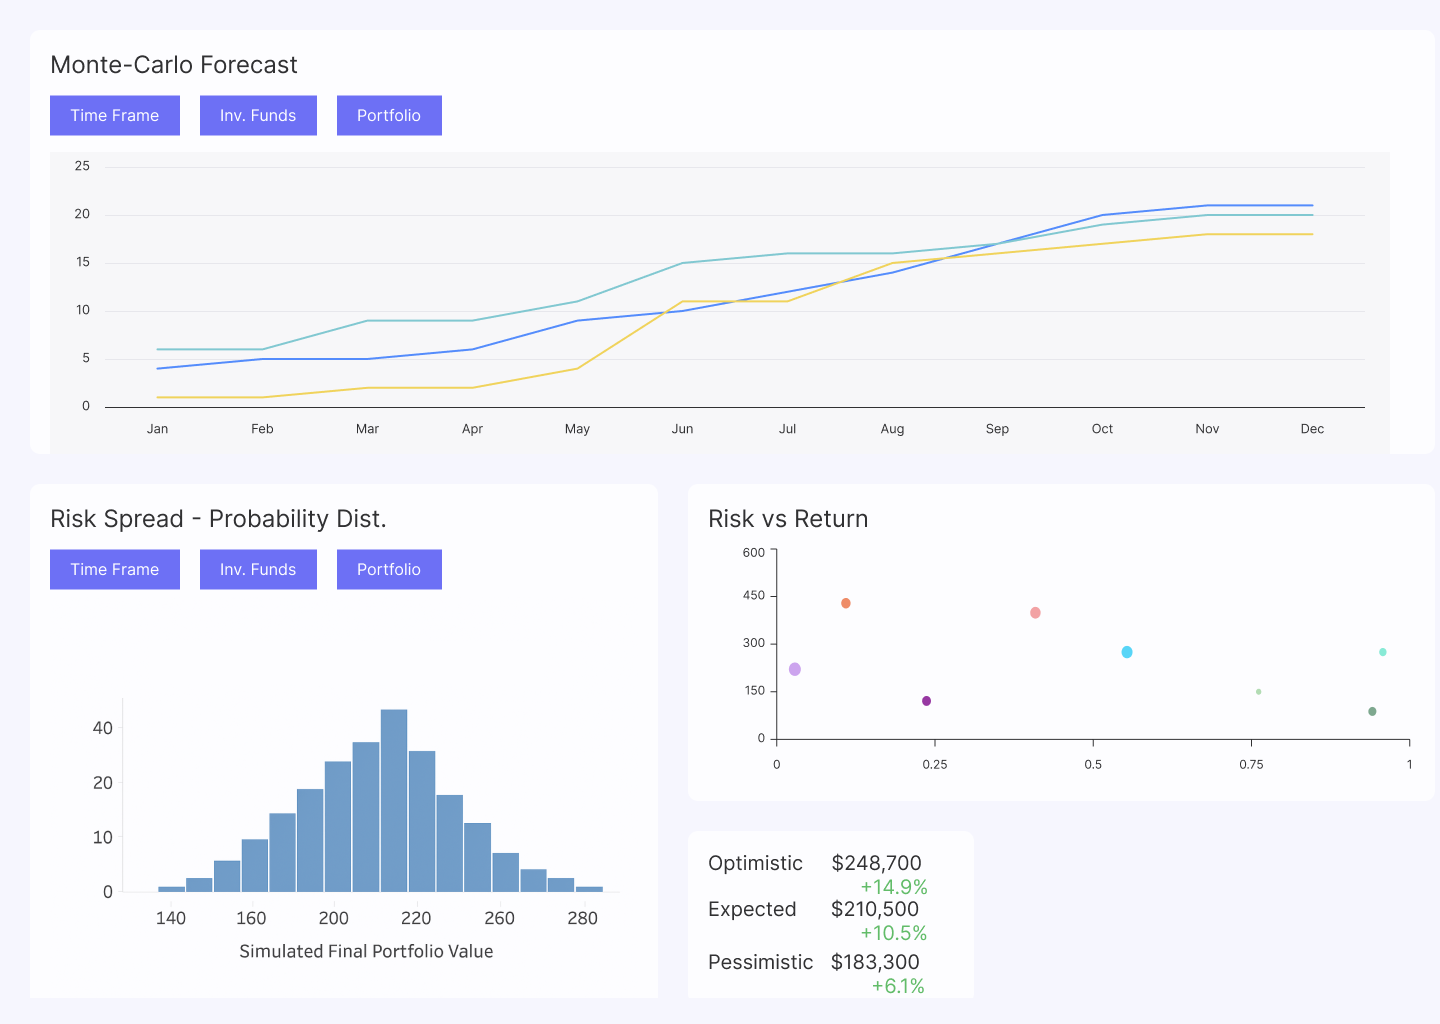 Monte-Carlo Forecast
Time Frame
Inv. Funds
Portfolio
25
20
15
10
5
0
Jan Feb Mar Apr May Jun Jul Aug Sep Oct Nov Dec
Risk Spread - Probability Dist.
Time Frame
Inv. Funds
Portfolio
40
20
10
0
140 160 200 220 260 280
Simulated Final Portfolio Value
Risk vs Return
600
450
300
150
0
0 0.25 0.5 0.75 1
Optimistic $248,700
+14.9%
Expected $210,500
+10.5%
Pessimistic $183,300
+6.1%